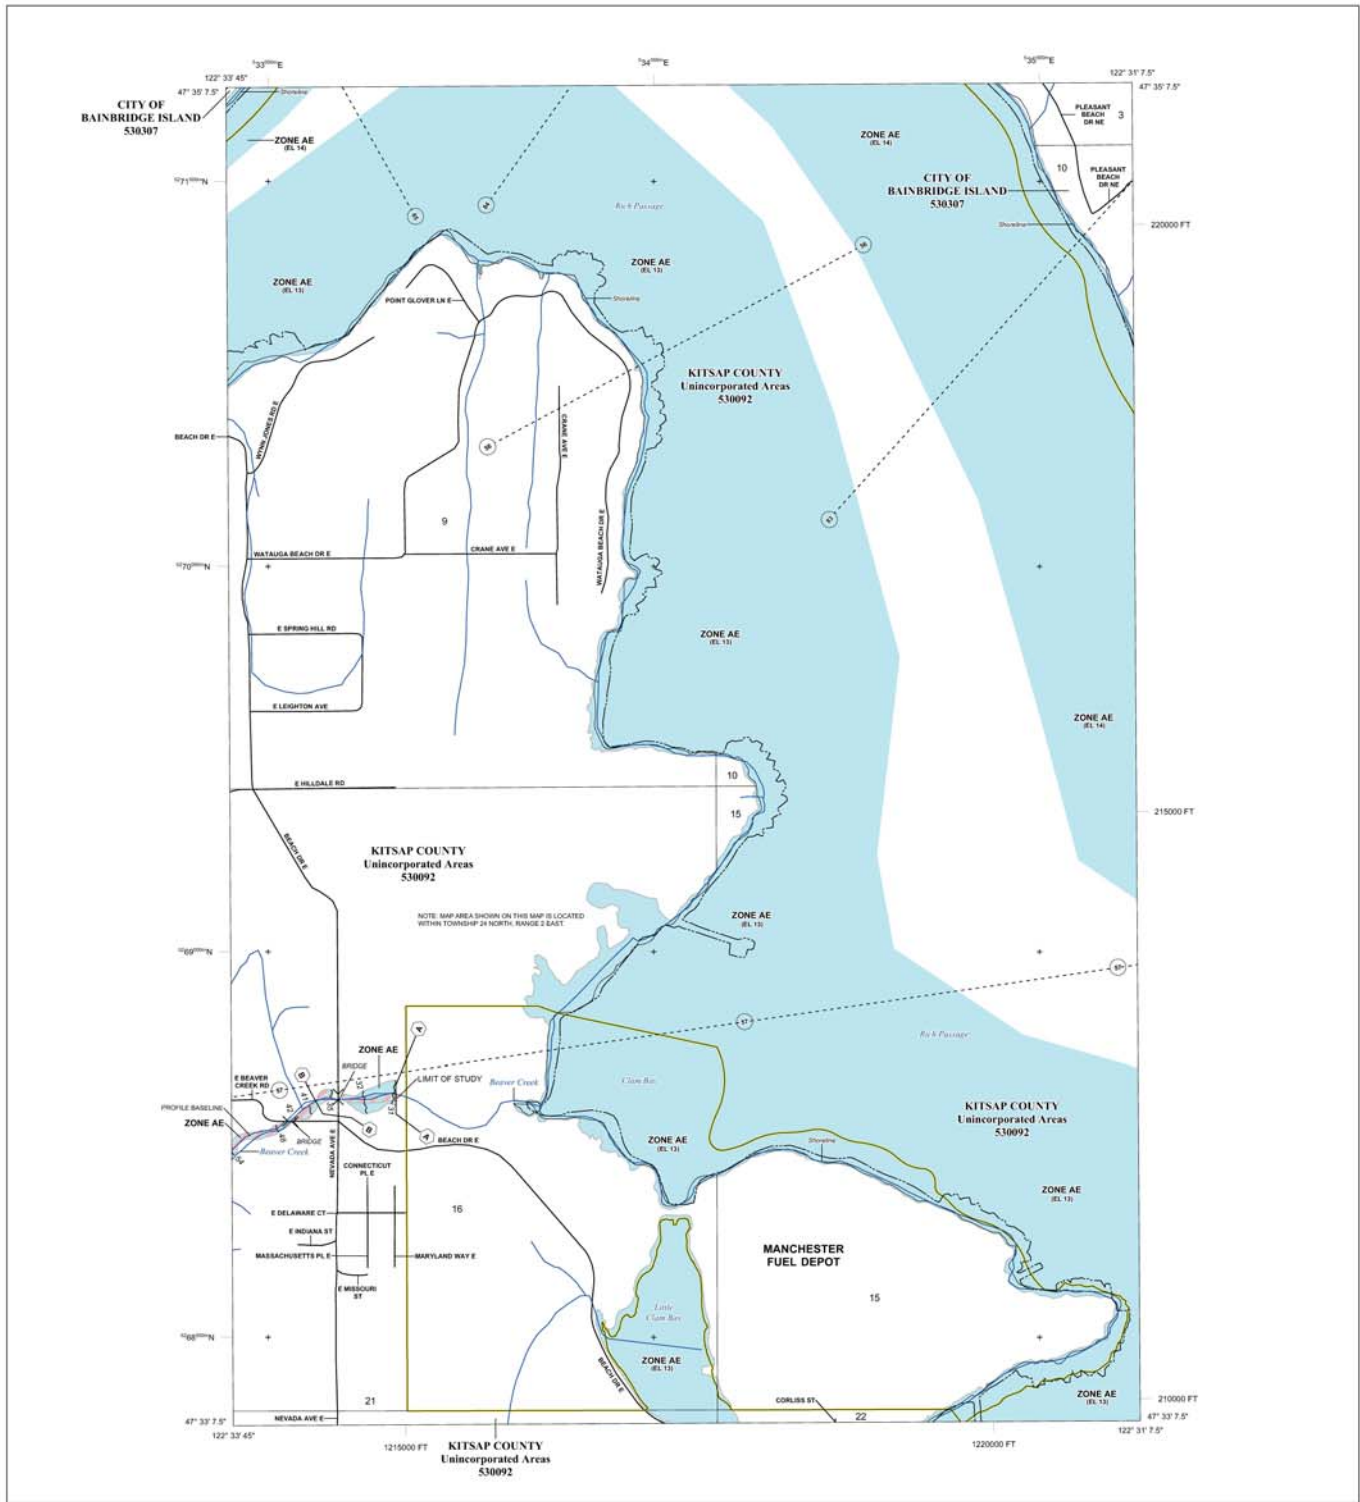 ⁵33⁰⁰⁰ᵐE
⁵34⁰⁰⁰ᵐE
⁵35⁰⁰⁰ᵐE
122° 33' 45"
122° 31' 7.5"
47° 35' 7.5"
47° 35' 7.5"
CITY OF
BAINBRIDGE ISLAND
530307
Shoreline
ZONE AE
(EL 14)
ZONE AE
(EL 14)
PLEASANT
BEACH
DR NE
3
10
PLEASANT
BEACH
DR NE
CITY OF
BAINBRIDGE ISLAND
530307
⁵²71⁰⁰⁰ᵐN
Rich Passage
Shoreline
220000 FT
ZONE AE
(EL 13)
ZONE AE
(EL 13)
POINT GLOVER LN E
Shoreline
KITSAP COUNTY
Unincorporated Areas
530092
WYNN JONES RD E
BEACH DR E
CRANE AVE E
9
WATAUGA BEACH DR E
CRANE AVE E
WATAUGA BEACH DR E
⁵²70⁰⁰⁰ᵐN
E SPRING HILL RD
ZONE AE
(EL 13)
E LEIGHTON AVE
ZONE AE
(EL 14)
E HILLDALE RD
10
15
215000 FT
BEACH DR E
KITSAP COUNTY
Unincorporated Areas
530092
NOTE: MAP AREA SHOWN ON THIS MAP IS LOCATED
WITHIN TOWNSHIP 24 NORTH, RANGE 2 EAST.
ZONE AE
(EL 13)
⁵²69⁰⁰⁰ᵐN
57
57
Rich Passage
A
ZONE AE
BRIDGE
32
LIMIT OF STUDY
E BEAVER
CREEK RD
57
B
41
42
35
31
Beaver Creek
Clam Bay
PROFILE BASELINE
ZONE AE
48
BRIDGE
B
A
BEACH DR E
Beaver Creek
54
NEVADA AVE E
KITSAP COUNTY
Unincorporated Areas
530092
ZONE AE
(EL 13)
Shoreline
CONNECTICUT
PL E
ZONE AE
(EL 13)
E DELAWARE CT
16
E INDIANA ST
MASSACHUSETTS PL E
MARYLAND WAY E
MANCHESTER
FUEL DEPOT
E MISSOURI
ST
15
Little
Clam Bay
⁵²68⁰⁰⁰ᵐN
ZONE AE
(EL 13)
BEACH DR E
ZONE AE
(EL 13)
CORLISS ST
210000 FT
21
22
NEVADA AVE E
47° 33' 7.5"
47° 33' 7.5"
122° 33' 45"
122° 31' 7.5"
1215000 FT
1220000 FT
KITSAP COUNTY
Unincorporated Areas
530092